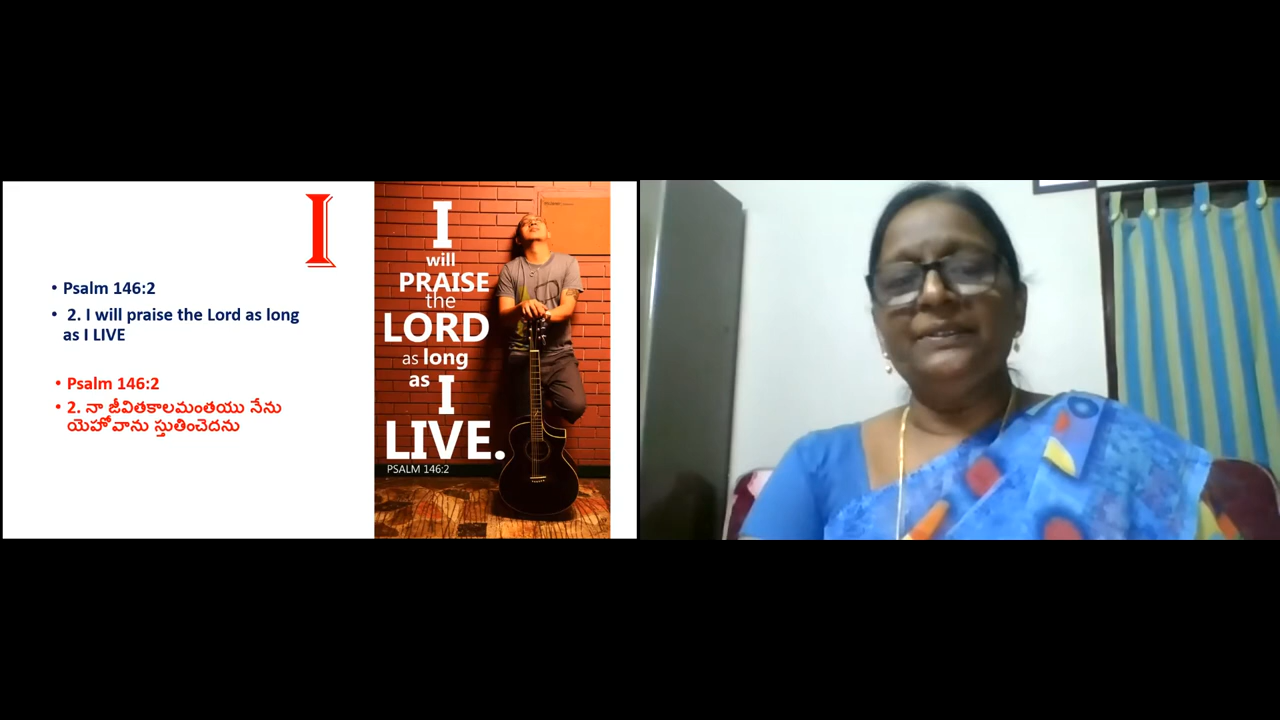 I
• Psalm 146:2
• 2. I will praise the Lord as long
as I LIVE
• Psalm 146:2
• 2. నా జీవితకాలమంతయు నేను
యెహోవాను స్తుతించెదను
I
will
PRAISE
the
LORD
as long
as I
LIVE.
PSALM 146:2